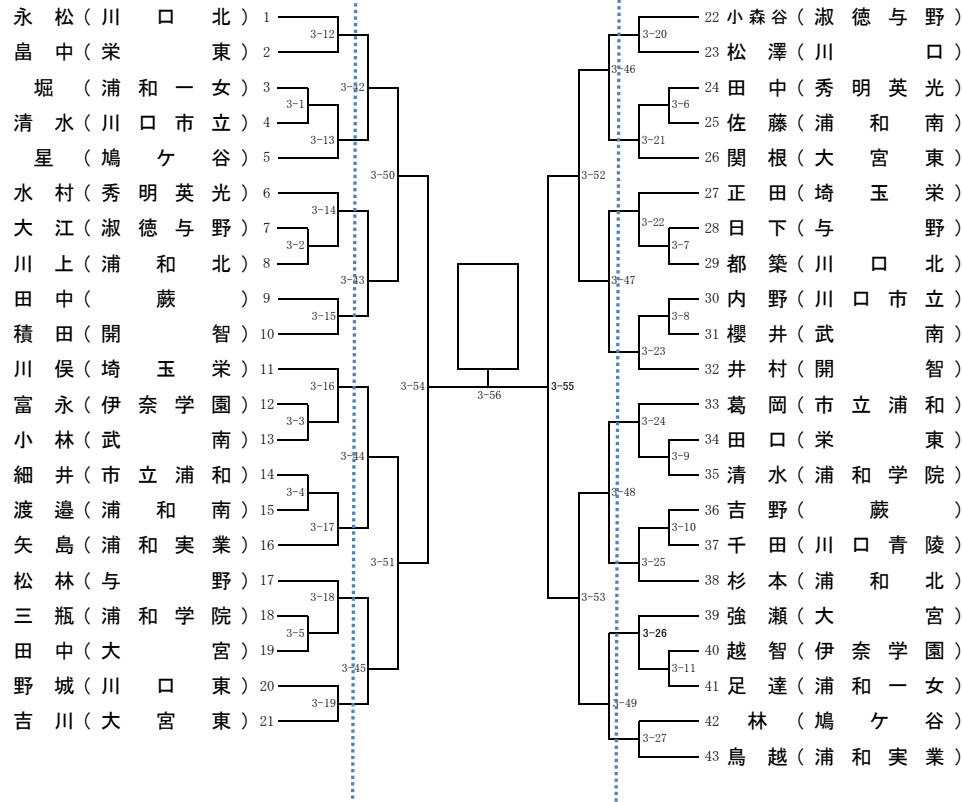 永松(川口北) 1
畠中(栄東) 2
堀(浦和一女) 3
清水(川口市立) 4
星(鳩ケ谷) 5
水村(秀明英光) 6
大江(淑徳与野) 7
川上(浦和北) 8
田中(蕨) 9
積田(開智) 10
川俣(埼玉栄) 11
富永(伊奈学園) 12
小林(武南) 13
細井(市立浦和) 14
渡邉(浦和南) 15
矢島(浦和実業) 16
松林(与野) 17
三瓶(浦和学院) 18
田中(大宮) 19
野城(川口東) 20
吉川(大宮東) 21
3-1
3-2
3-3
3-4
3-5
3-12
3-13
3-14
3-15
3-16
3-17
3-18
3-19
3-42
3-43
3-44
3-45
3-50
3-51
3-54
3-56
3-55
3-52
3-53
3-46
3-47
3-48
3-49
3-20
3-21
3-22
3-23
3-24
3-25
3-26
3-27
3-6
3-7
3-8
3-9
3-10
3-11
22 小森谷(淑徳与野)
23 松澤(川口)
24 田中(秀明英光)
25 佐藤(浦和南)
26 関根(大宮東)
27 正田(埼玉栄)
28 日下(与野)
29 都築(川口北)
30 内野(川口市立)
31 櫻井(武南)
32 井村(開智)
33 葛岡(市立浦和)
34 田口(栄東)
35 清水(浦和学院)
36 吉野(蕨)
37 千田(川口青陵)
38 杉本(浦和北)
39 強瀬(大宮)
40 越智(伊奈学園)
41 足達(浦和一女)
42 林(鳩ケ谷)
43 鳥越(浦和実業)